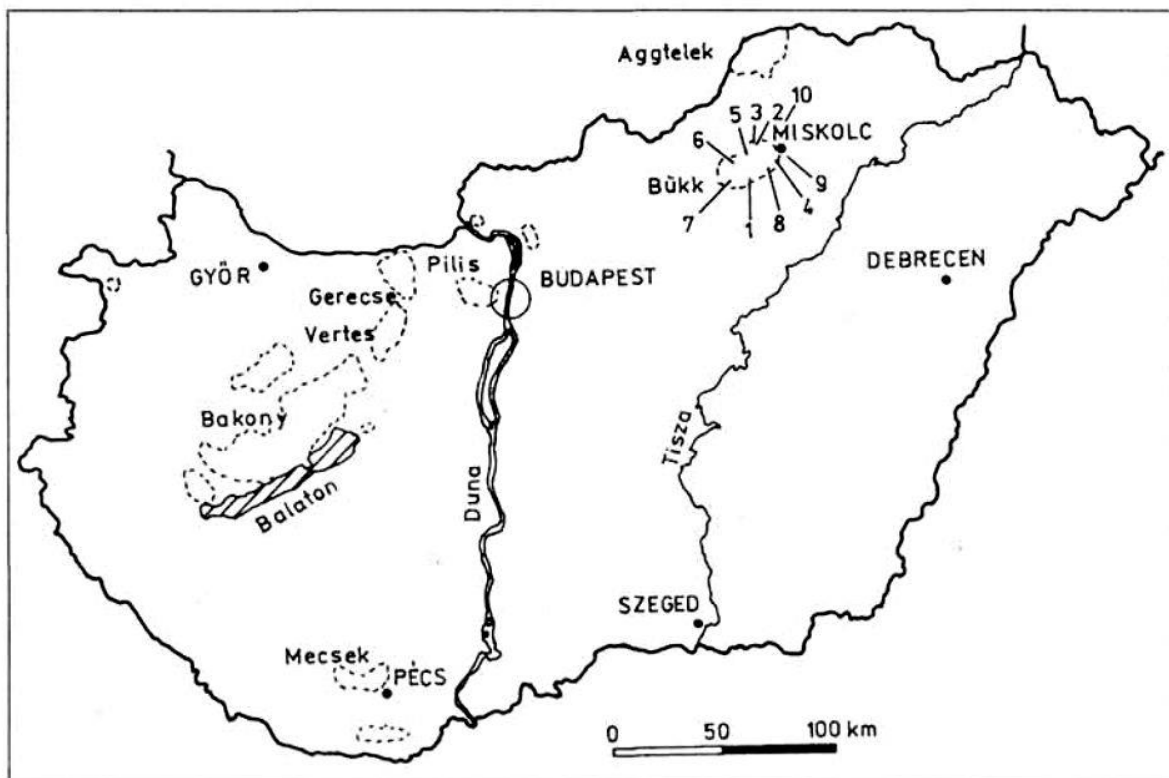 Aggtelek
10
5 3 2
MISKOLC
6
Bükk
9
7 1 8 4
GYŐR
Pilis
BUDAPEST
DEBRECEN
Gerecse
Vertes
Bakony
Balaton
Duna
Tisza
SZEGED
Mecsek
PÉCS
0 50 100 km